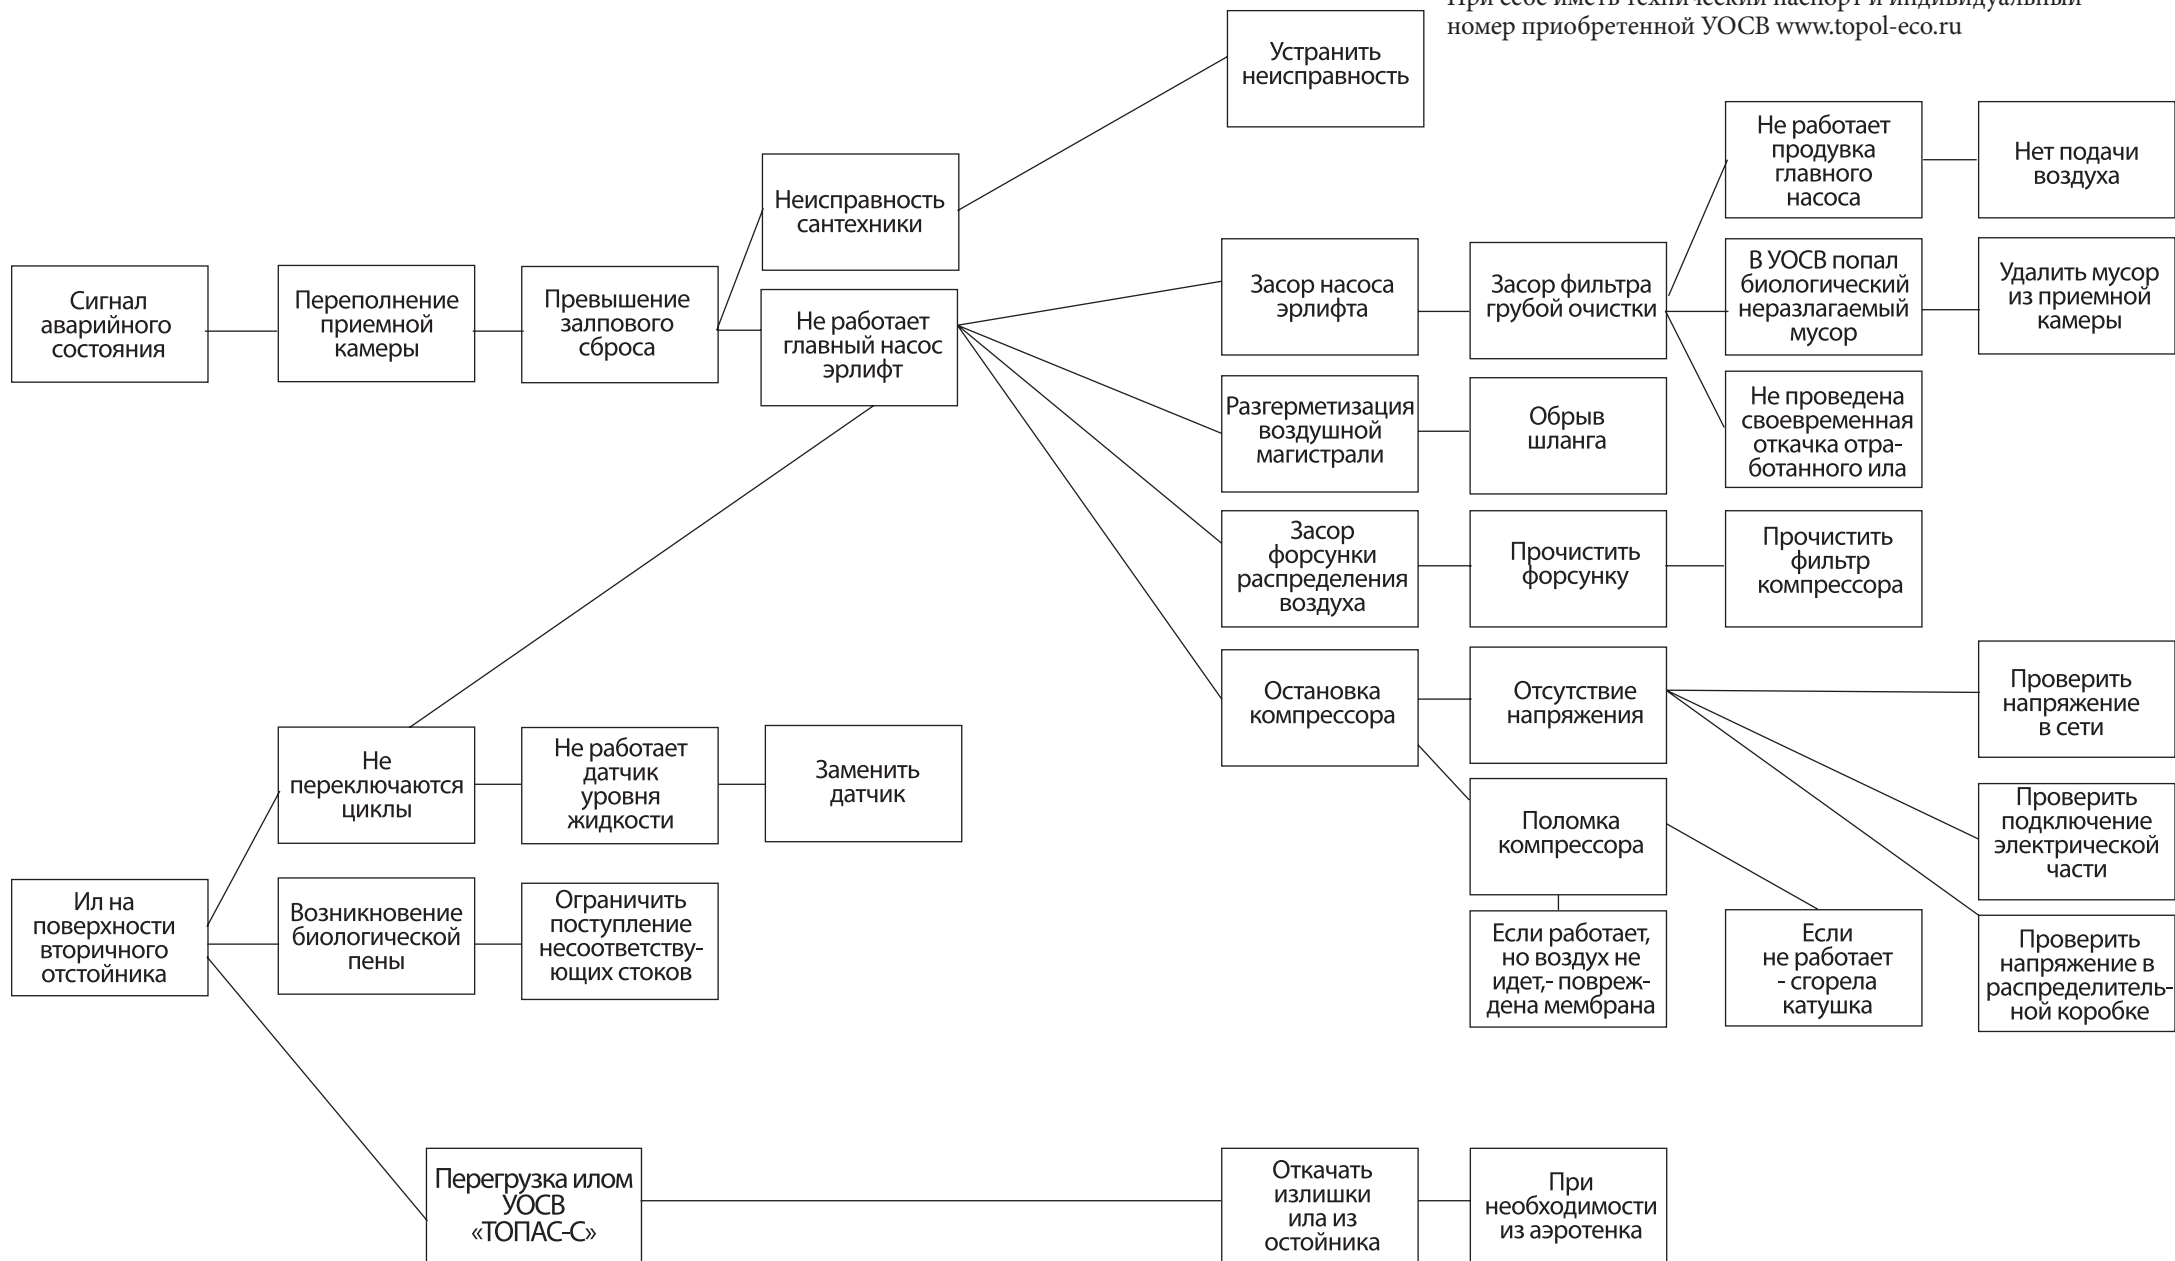 При себе иметь технический паспорт и индивидуальный
номер приобретенной УОСВ www.topol-eco.ru
Устранить
неисправность
Не работает
продувка
главного
насоса
Нет подачи
воздуха
Неисправность
сантехники
Сигнал
аварийного
состояния
Переполнение
приемной
камеры
Превышение
залпового
сброса
Не работает
главный насос
эрлифт
Засор насоса
эрлифта
Засор фильтра
грубой очистки
В УОСВ попал
биологический
неразлагаемый
мусор
Удалить мусор
из приемной
камеры
Разгерметизация
воздушной
магистрали
Обрыв
шланга
Не проведена
своевременная
откачка отра-
ботанного ила
Засор
форсунки
распределения
воздуха
Прочистить
форсунку
Прочистить
фильтр
компрессора
Остановка
компрессора
Отсутствие
напряжения
Проверить
напряжение
в сети
Не
переключаются
циклы
Не работает
датчик
уровня
жидкости
Заменить
датчик
Поломка
компрессора
Проверить
подключение
электрической
части
Ил на
поверхности
вторичного
отстойника
Возникновение
биологической
пены
Ограничить
поступление
несоответству-
ющих стоков
Если работает,
но воздух не
идет,- повреж-
дена мембрана
Если
не работает
- сгорела
катушка
Проверить
напряжение в
распределитель-
ной коробке
Перегрузка илом
УОСВ
«ТОПАС-С»
Откачать
излишки
ила из
остойника
При
необходимости
из аэротенка